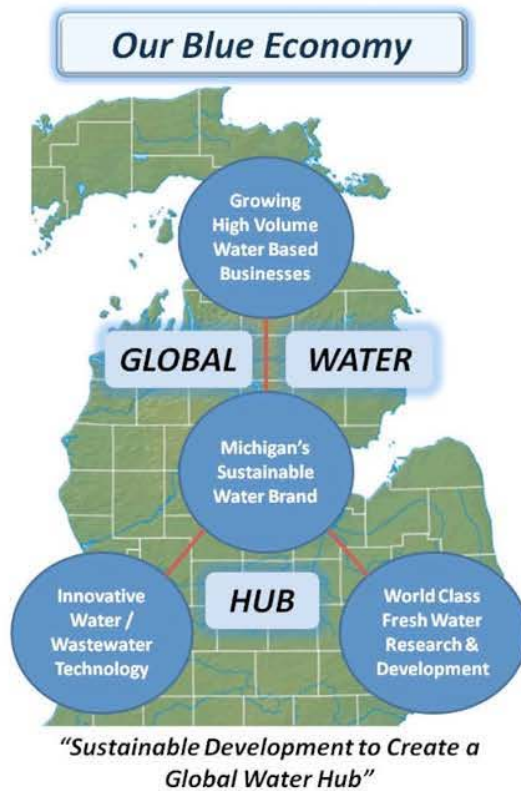 Our Blue Economy
Growing
High Volume
Water Based
Businesses
GLOBAL
WATER
Michigan's
Sustainable
Water Brand
Innovative
Water /
Wastewater
Technology
HUB
World Class
Fresh Water
Research &
Development
“Sustainable Development to Create a
Global Water Hub”